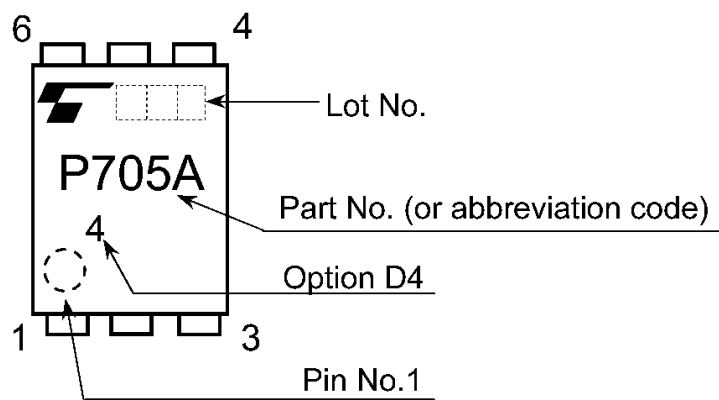 6 4
Lot No.
P705A
Part No. (or abbreviation code)
4
Option D4
1 3
Pin No.1